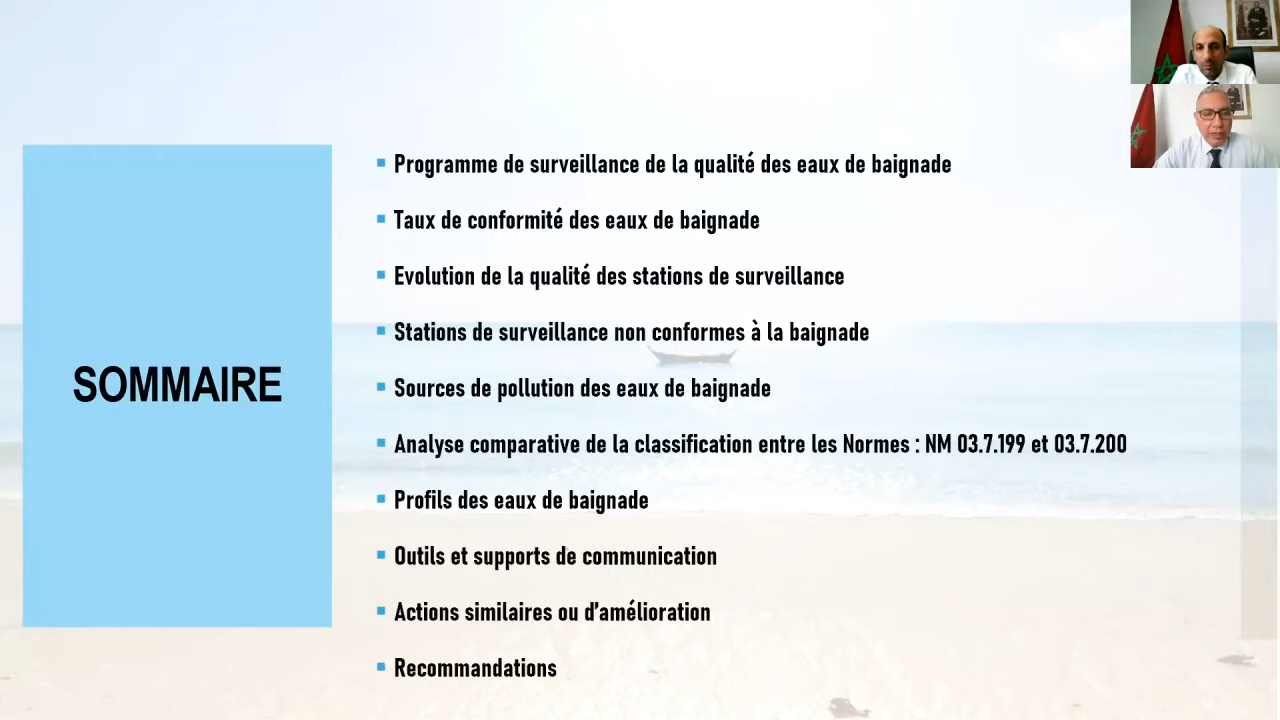 SOMMAIRE
Programme de surveillance de la qualité des eaux de baignade
Taux de conformité des eaux de baignade
Evolution de la qualité des stations de surveillance
Stations de surveillance non conformes à la baignade
Sources de pollution des eaux de baignade
Analyse comparative de la classification entre les Normes : NM 03.7.199 et 03.7.200
Profils des eaux de baignade
Outils et supports de communication
Actions similaires ou d’amélioration
Recommandations